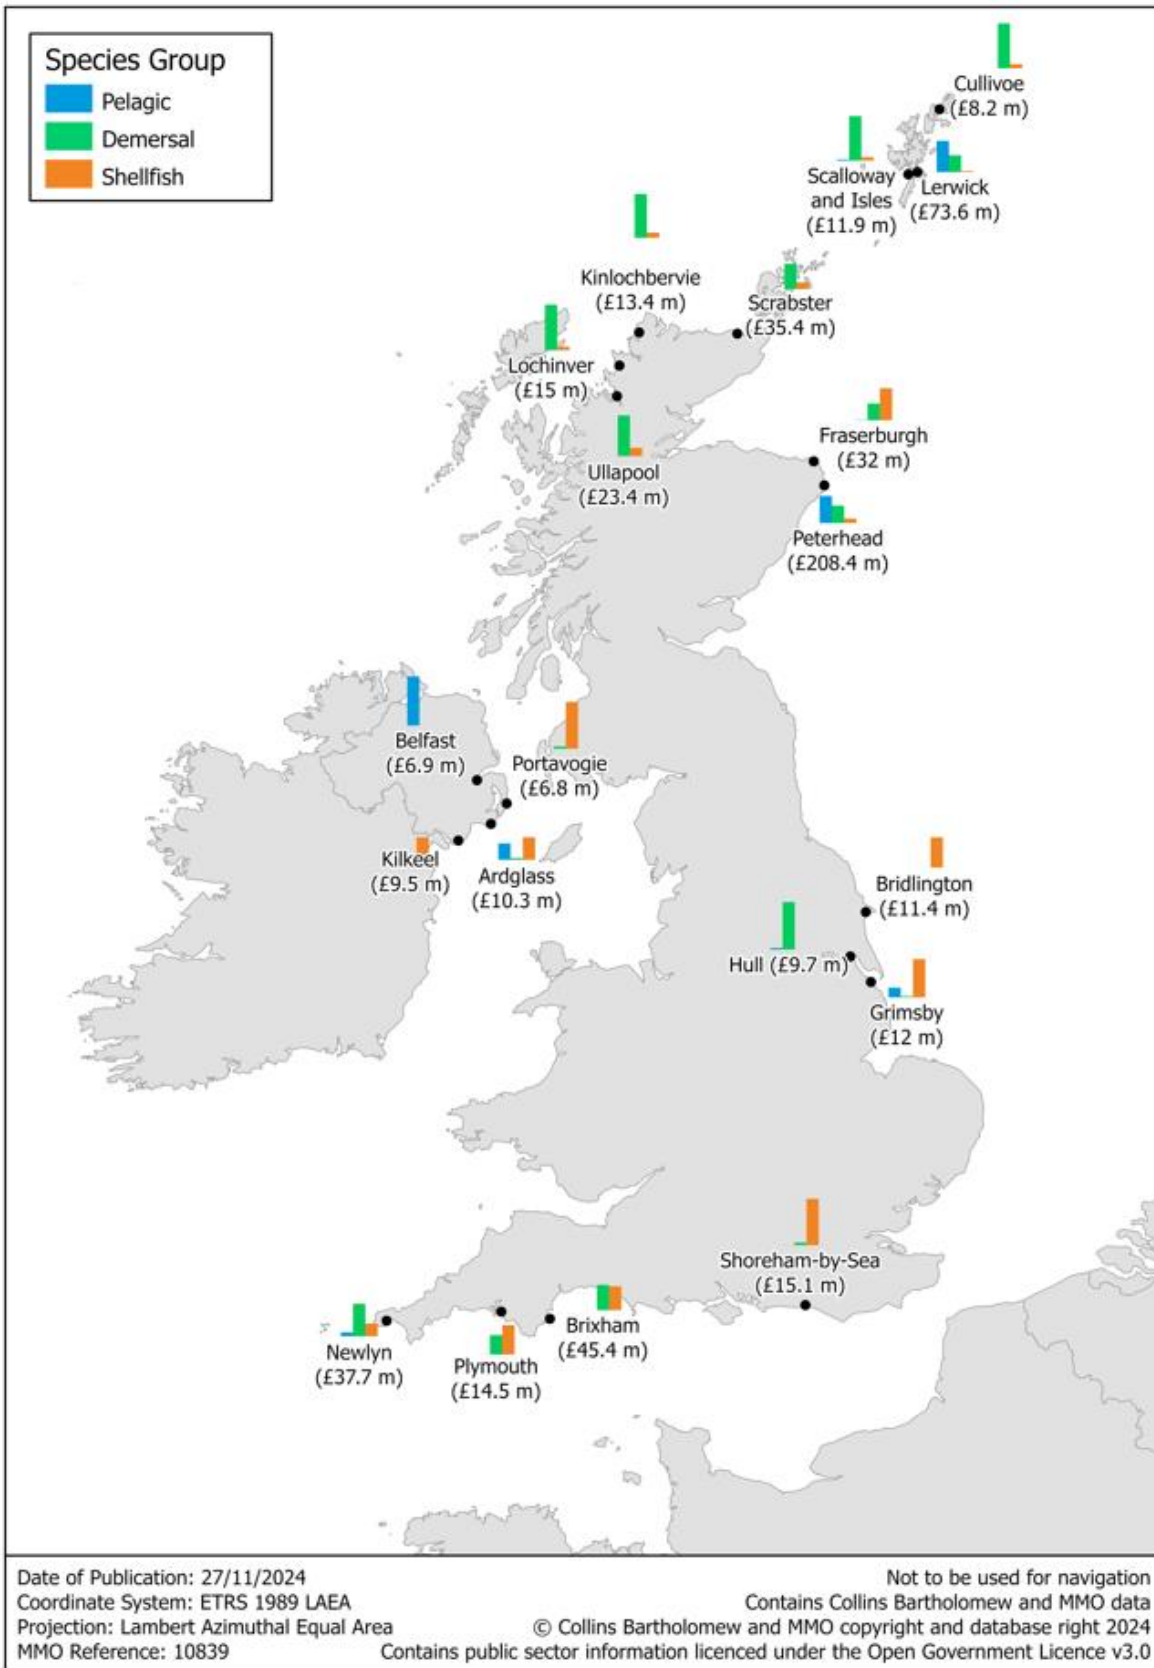 Species Group
Pelagic
Demersal
Shellfish
Cullivoe
(£8.2 m)
Scalloway
and Isles
(£11.9 m)
Lerwick
(£73.6 m)
Kinlochbervie
(£13.4 m)
Scrabster
(£35.4 m)
Lochinver
(£15 m)
Fraserburgh
(£32 m)
Ullapool
(£23.4 m)
Peterhead
(£208.4 m)
Belfast
(£6.9 m)
Portavogie
(£6.8 m)
Kilkeel
(£9.5 m)
Ardglass
(£10.3 m)
Bridlington
(£11.4 m)
Hull (£9.7 m)
Grimsby
(£12 m)
Shoreham-by-Sea
(£15.1 m)
Brixham
(£45.4 m)
Newlyn
(£37.7 m)
Plymouth
(£14.5 m)
Date of Publication: 27/11/2024
Coordinate System: ETRS 1989 LAEA
Projection: Lambert Azimuthal Equal Area
MMO Reference: 10839
Not to be used for navigation
Contains Collins Bartholomew and MMO data
© Collins Bartholomew and MMO copyright and database right 2024
Contains public sector information licenced under the Open Government Licence v3.0